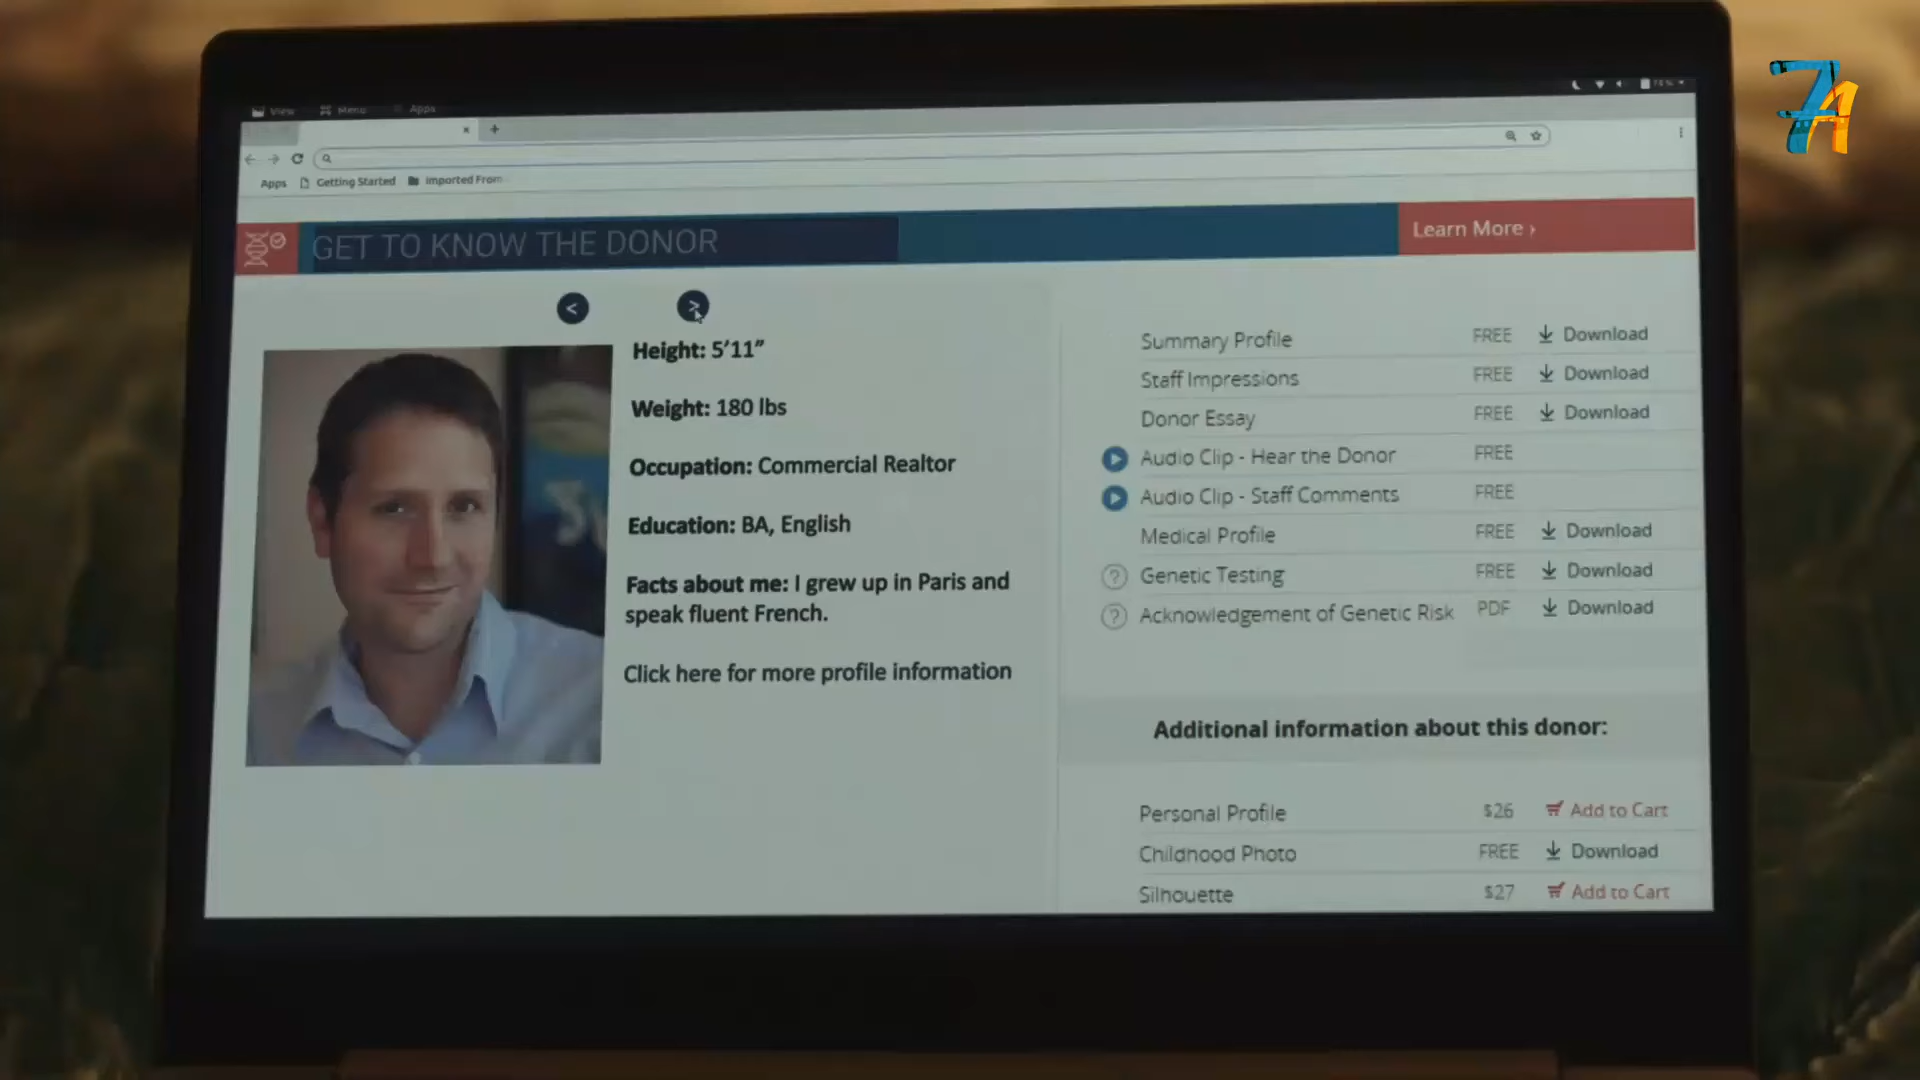 View Menu Apps
Apps Getting Started Imported From
GET TO KNOW THE DONOR
Learn More ›
< >
Height: 5'11"
Weight: 180 lbs
Occupation: Commercial Realtor
Education: BA, English
Facts about me: I grew up in Paris and
speak fluent French.
Click here for more profile information
Summary Profile FREE Download
Staff Impressions FREE Download
Donor Essay FREE Download
Audio Clip - Hear the Donor FREE
Audio Clip - Staff Comments FREE
Medical Profile FREE Download
? Genetic Testing FREE Download
? Acknowledgement of Genetic Risk PDF Download
Additional information about this donor:
Personal Profile $26 Add to Cart
Childhood Photo FREE Download
Silhouette $27 Add to Cart
7A